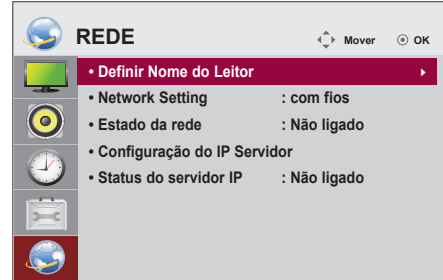 REDE Mover OK
• Definir Nome do Leitor
• Network Setting : com fios
• Estado da rede : Não ligado
• Configuração do IP Servidor
• Status do servidor IP : Não ligado